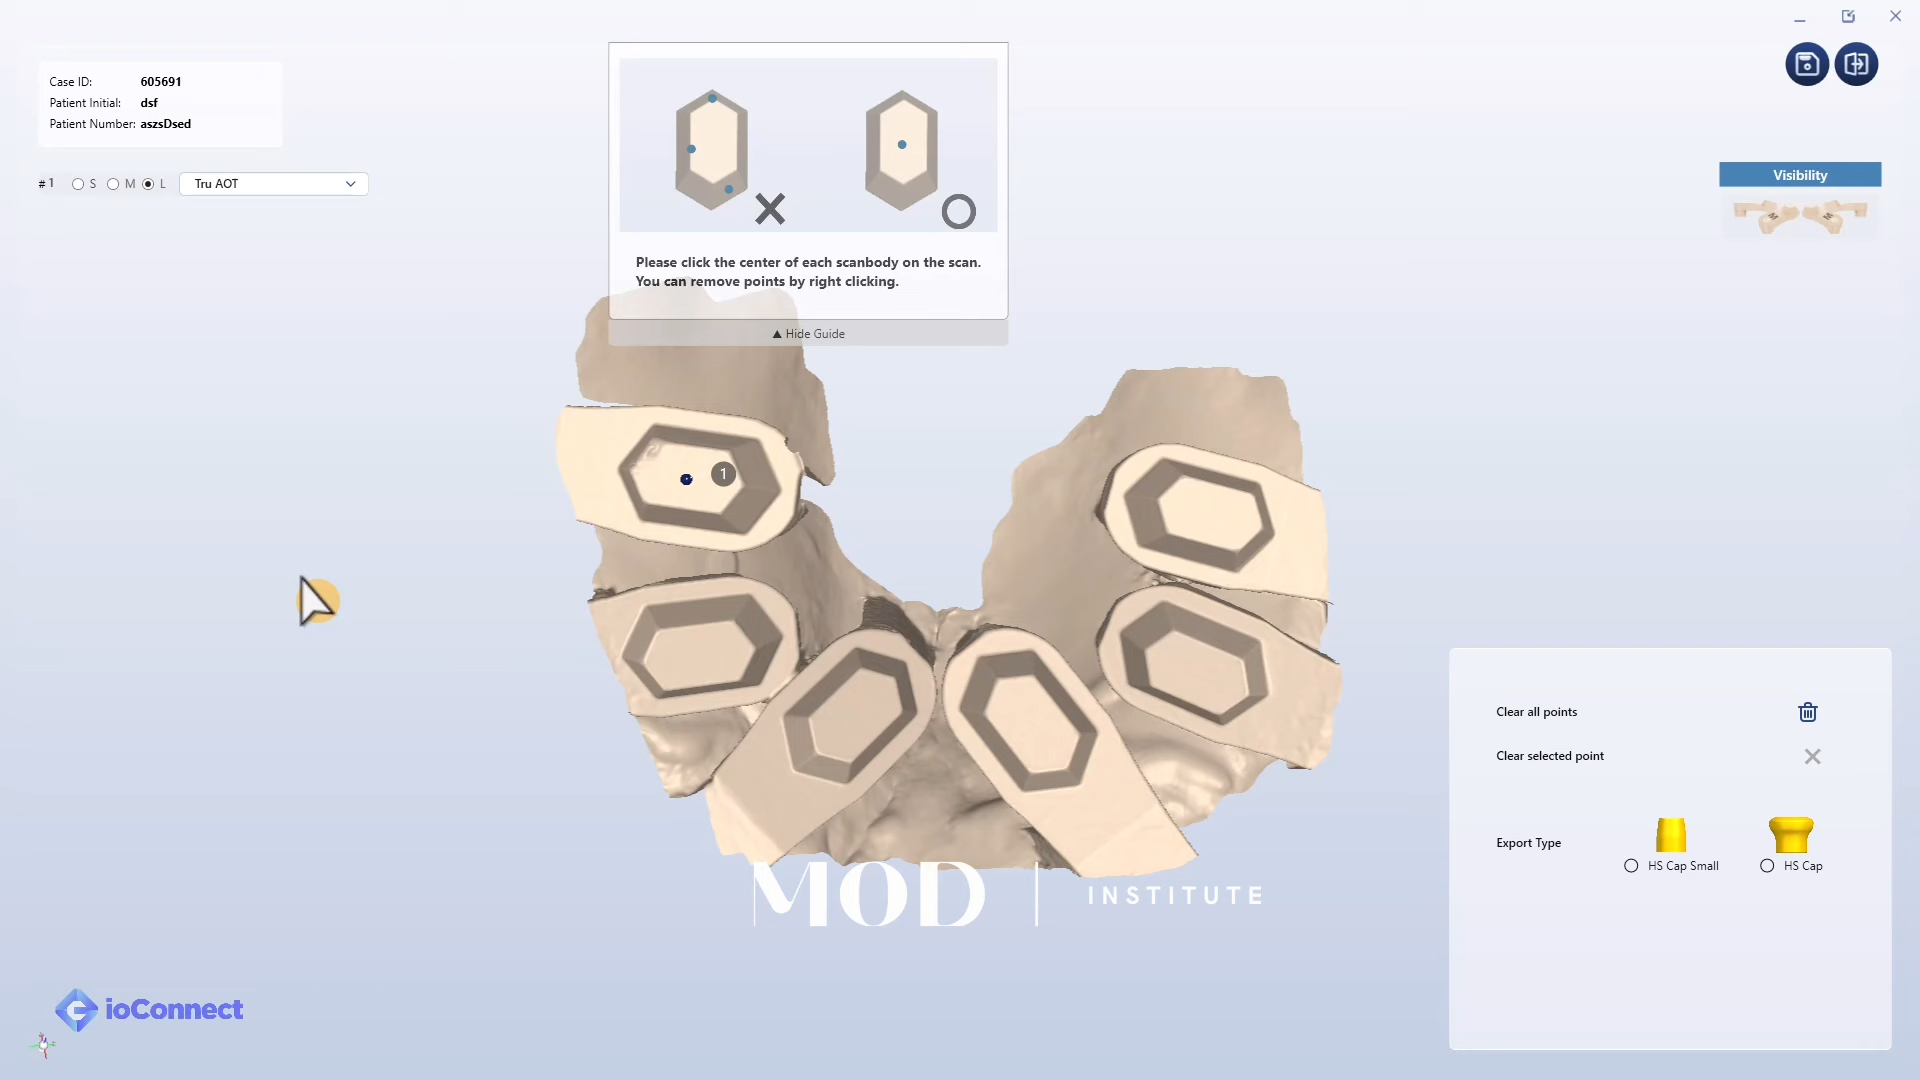 Case ID: 605691
Patient Initial: dsf
Patient Number: aszsDsed
#1 S M L Tru AOT
Please click the center of each scanbody on the scan.
You can remove points by right clicking.
▲ Hide Guide
Visibility
M M
1
Clear all points
Clear selected point
Export Type
HS Cap Small
HS Cap
MOD | INSTITUTE
ioConnect